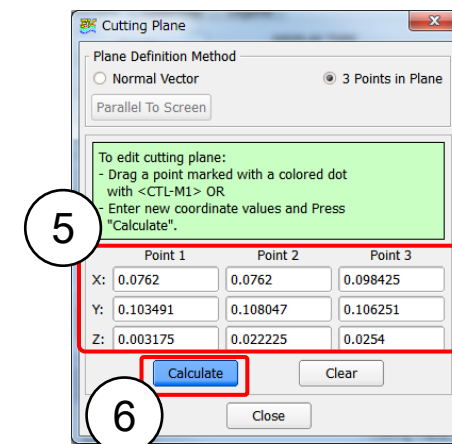 Cutting Plane
x
Plane Definition Method
Normal Vector 3 Points in Plane
Parallel To Screen
To edit cutting plane:
- Drag a point marked with a colored dot
with <CTL-M1> OR
- Enter new coordinate values and Press
"Calculate".
5
Point 1 Point 2 Point 3
X: 0.0762 0.0762 0.098425
Y: 0.103491 0.108047 0.106251
Z: 0.003175 0.022225 0.0254
Calculate Clear
6
Close